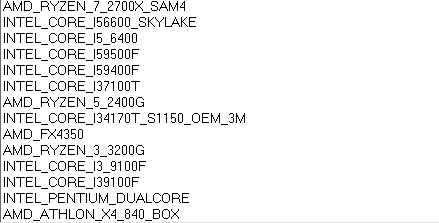 AMD_RYZEN_7_2700X_SAM4
INTEL_CORE_I56600_SKYLAKE
INTEL_CORE_I5_6400
INTEL_CORE_I59500F
INTEL_CORE_I59400F
INTEL_CORE_I37100T
AMD_RYZEN_5_2400G
INTEL_CORE_I34170T_S1150_OEM_3M
AMD_FX4350
AMD_RYZEN_3_3200G
INTEL_CORE_I3_9100F
INTEL_CORE_I39100F
INTEL_PENTIUM_DUALCORE
AMD_ATHLON_X4_840_BOX